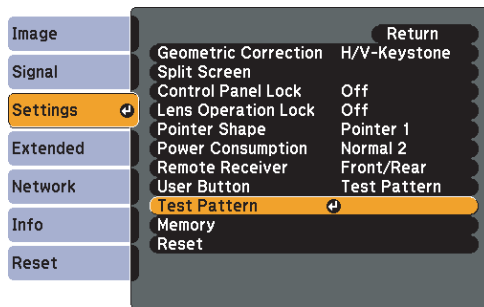 Image
Signal
Settings
Extended
Network
Info
Reset
Return
Geometric Correction H/V-Keystone
Split Screen
Control Panel Lock Off
Lens Operation Lock Off
Pointer Shape Pointer 1
Power Consumption Normal 2
Remote Receiver Front/Rear
User Button Test Pattern
Test Pattern
Memory
Reset